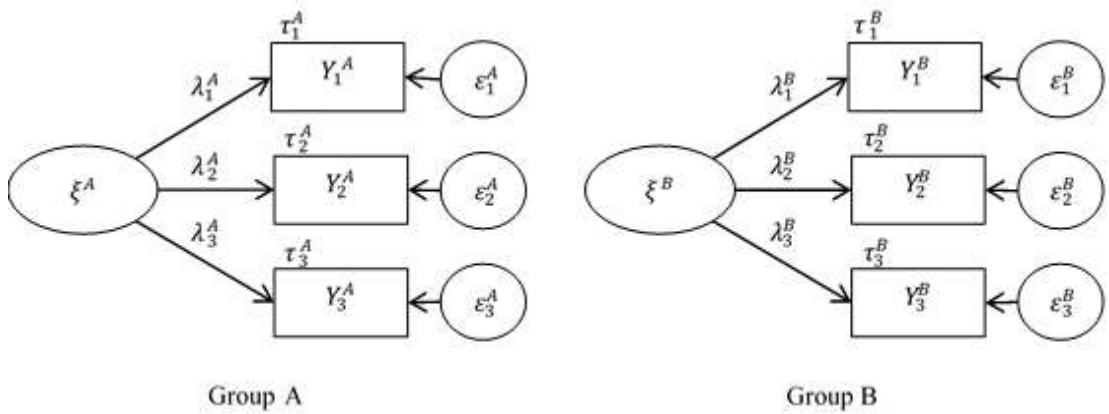 τ₁ᴬ τ₁ᴮ
Y₁ᴬ ε₁ᴬ Y₁ᴮ ε₁ᴮ
λ₁ᴬ λ₁ᴮ
τ₂ᴬ τ₂ᴮ
λ₂ᴬ λ₂ᴮ
ξᴬ Y₂ᴬ ε₂ᴬ ξᴮ Y₂ᴮ ε₂ᴮ
λ₃ᴬ λ₃ᴮ
τ₃ᴬ τ₃ᴮ
Y₃ᴬ ε₃ᴬ Y₃ᴮ ε₃ᴮ
Group A Group B